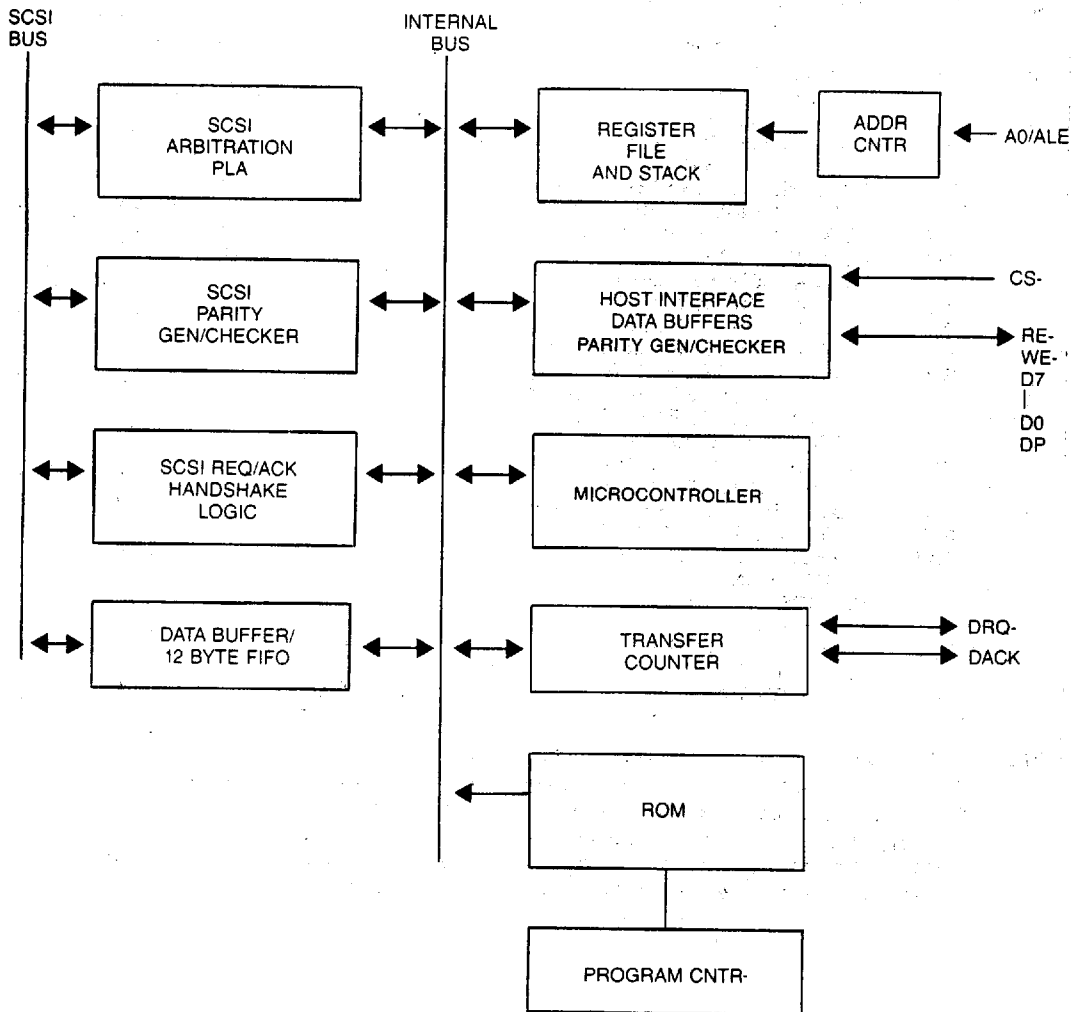 SCSI
BUS
INTERNAL
BUS
SCSI
ARBITRATION
PLA
REGISTER
FILE
AND STACK
ADDR
CNTR
A0/ALE
SCSI
PARITY
GEN/CHECKER
HOST INTERFACE
DATA BUFFERS
PARITY GEN/CHECKER
CS-
RE-
WE-
D7
|
D0
DP
SCSI REQ/ACK
HANDSHAKE
LOGIC
MICROCONTROLLER
DATA BUFFER/
12 BYTE FIFO
TRANSFER
COUNTER
DRQ-
DACK
ROM
PROGRAM CNTR-